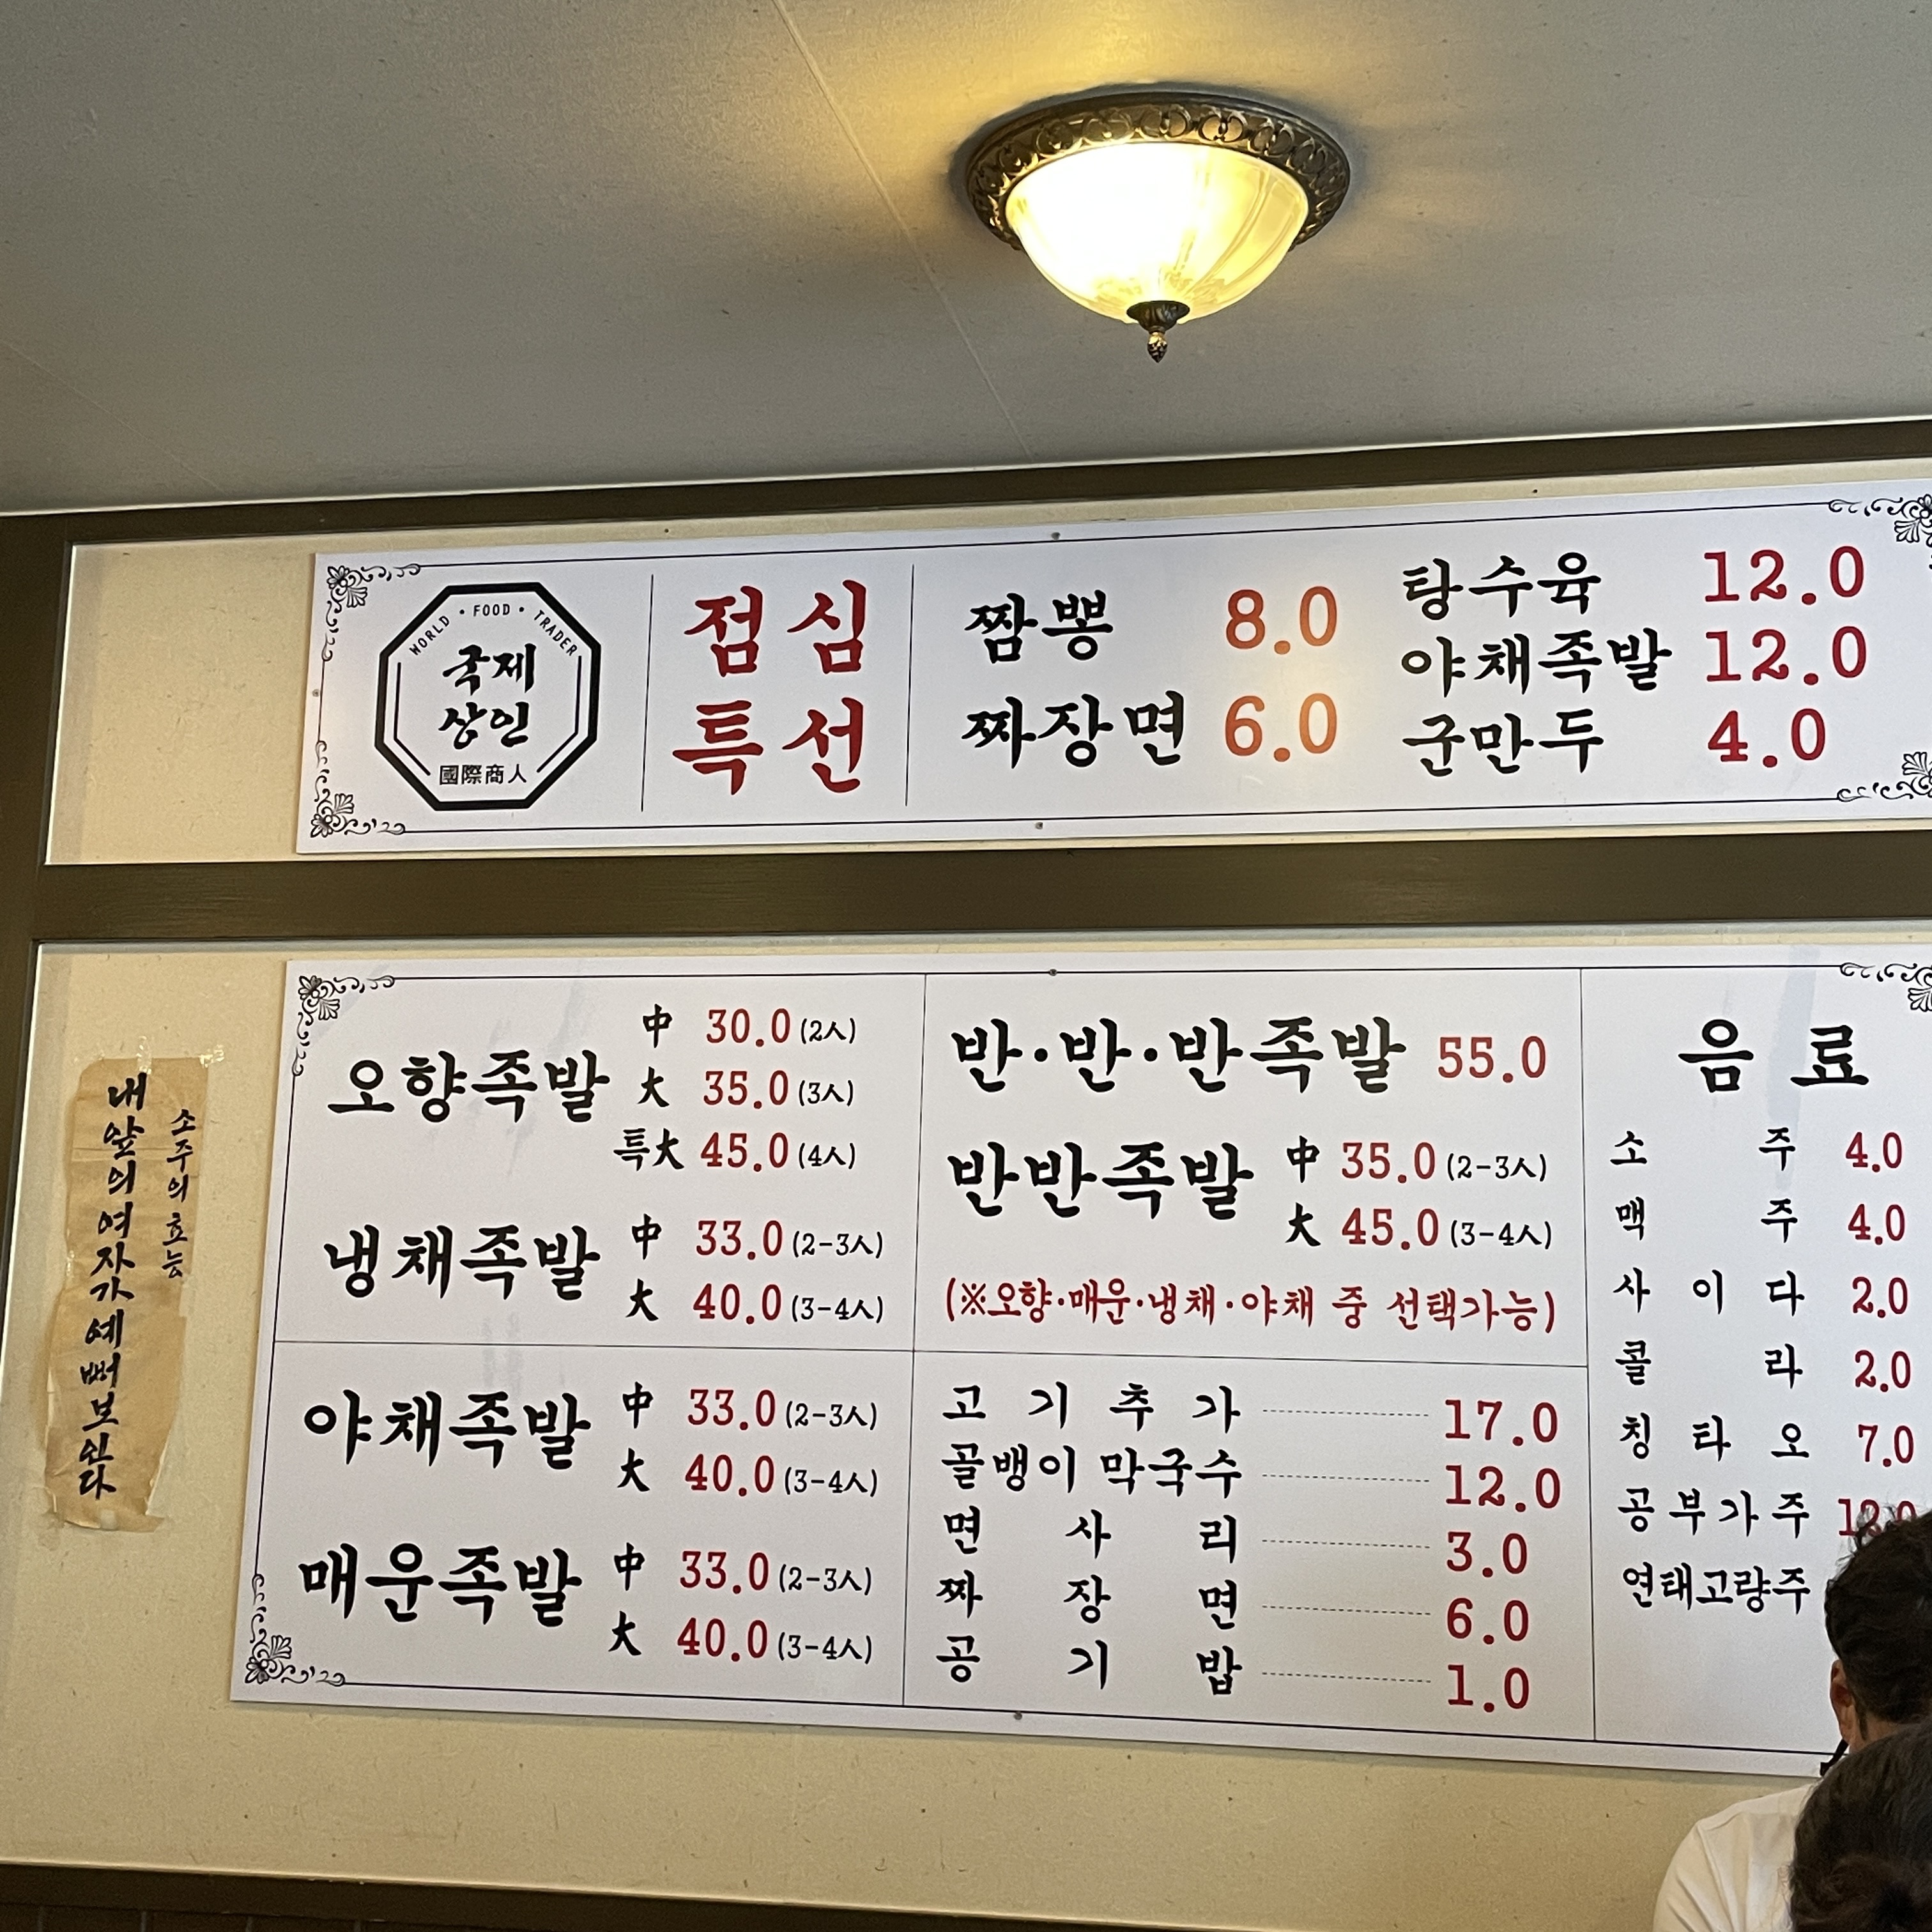 WORLD · FOOD · TRADER
국제
상인
國際商人
점심
특선
짬뽕 8.0
짜장면 6.0
탕수육 12.0
야채족발 12.0
군만두 4.0
소주의 효능
내 앞의 여자가 예뻐 보인다
오향족발 中 30.0 (2人)
大 35.0 (3人)
특大 45.0 (4人)
냉채족발 中 33.0 (2-3人)
大 40.0 (3-4人)
야채족발 中 33.0 (2-3人)
大 40.0 (3-4人)
매운족발 中 33.0 (2-3人)
大 40.0 (3-4人)
반·반·반족발 55.0
반반족발 中 35.0 (2-3人)
大 45.0 (3-4人)
(※오향·매운·냉채·야채 중 선택가능)
고기추가 17.0
골뱅이 막국수 12.0
면사리 3.0
짜장면 6.0
공기밥 1.0
음료
소주 4.0
맥주 4.0
사이다 2.0
콜라 2.0
칭타오 7.0
공부가주
연태고량주